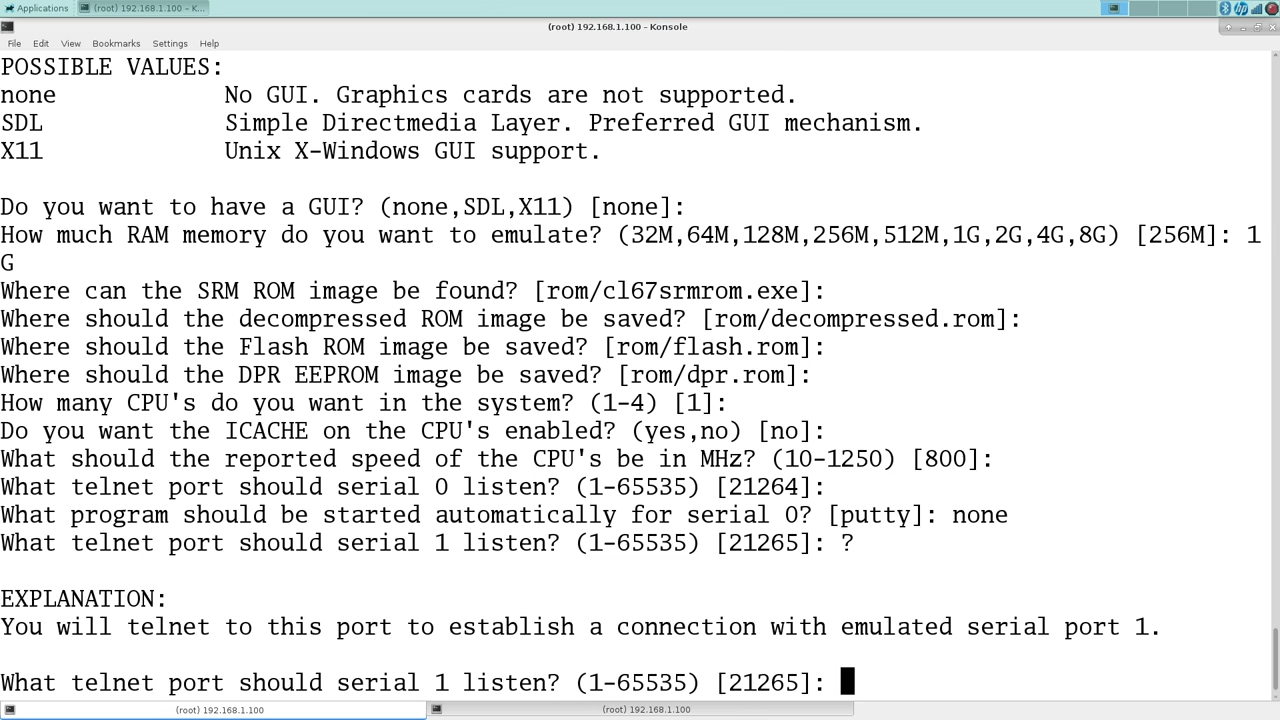 Applications (root) 192.168.1.100 – K...
(root) 192.168.1.100 – Konsole
File Edit View Bookmarks Settings Help
POSSIBLE VALUES:
none No GUI. Graphics cards are not supported.
SDL Simple Directmedia Layer. Preferred GUI mechanism.
X11 Unix X-Windows GUI support.
Do you want to have a GUI? (none,SDL,X11) [none]:
How much RAM memory do you want to emulate? (32M,64M,128M,256M,512M,1G,2G,4G,8G) [256M]: 1
G
Where can the SRM ROM image be found? [rom/cl67srmrom.exe]:
Where should the decompressed ROM image be saved? [rom/decompressed.rom]:
Where should the Flash ROM image be saved? [rom/flash.rom]:
Where should the DPR EEPROM image be saved? [rom/dpr.rom]:
How many CPU's do you want in the system? (1-4) [1]:
Do you want the ICACHE on the CPU's enabled? (yes,no) [no]:
What should the reported speed of the CPU's be in MHz? (10-1250) [800]:
What telnet port should serial 0 listen? (1-65535) [21264]:
What program should be started automatically for serial 0? [putty]: none
What telnet port should serial 1 listen? (1-65535) [21265]: ?
EXPLANATION:
You will telnet to this port to establish a connection with emulated serial port 1.
What telnet port should serial 1 listen? (1-65535) [21265]:
(root) 192.168.1.100 (root) 192.168.1.100